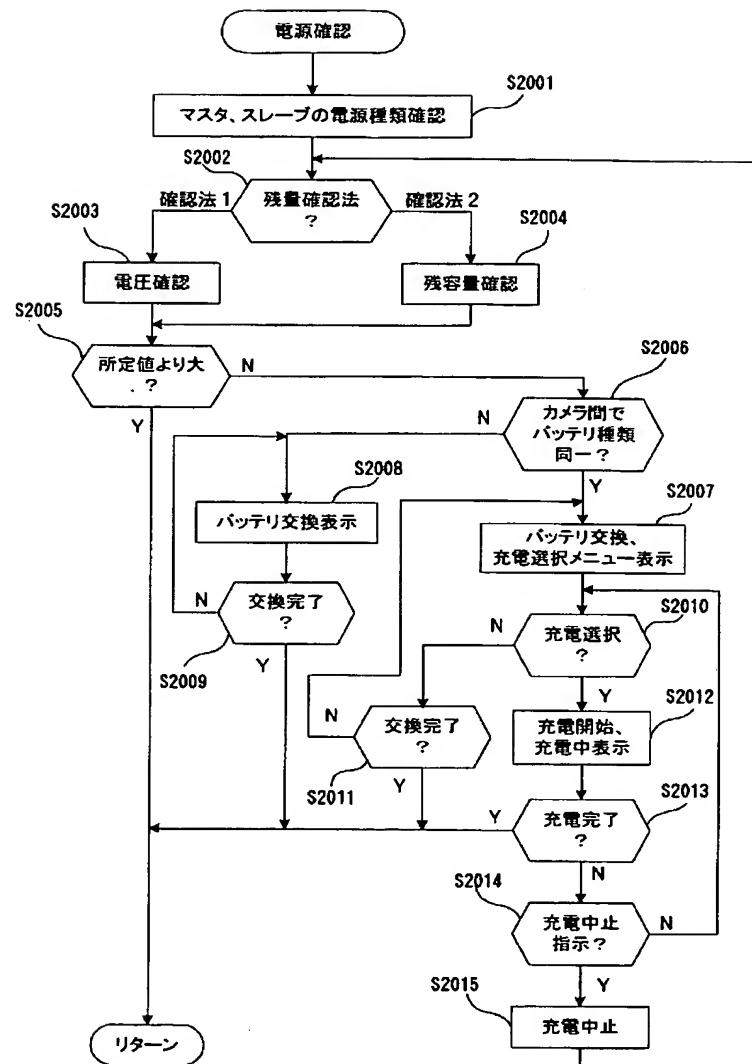 電源確認
S2001
マスタ、スレーブの電源種類確認
S2002
残量確認法
?
確認法1
確認法2
S2003
S2004
電圧確認
残容量確認
S2005
所定値より大
. ?
N
Y
S2006
カメラ間で
バッテリ種類
同一?
N
Y
S2008
バッテリ交換表示
S2007
バッテリ交換、
充電選択メニュー表示
交換完了
?
N
Y
S2009
S2010
充電選択
?
N
Y
S2012
充電開始、
充電中表示
交換完了
?
N
Y
S2011
S2013
充電完了
?
Y
N
S2014
充電中止
指示?
N
Y
S2015
充電中止
リターン